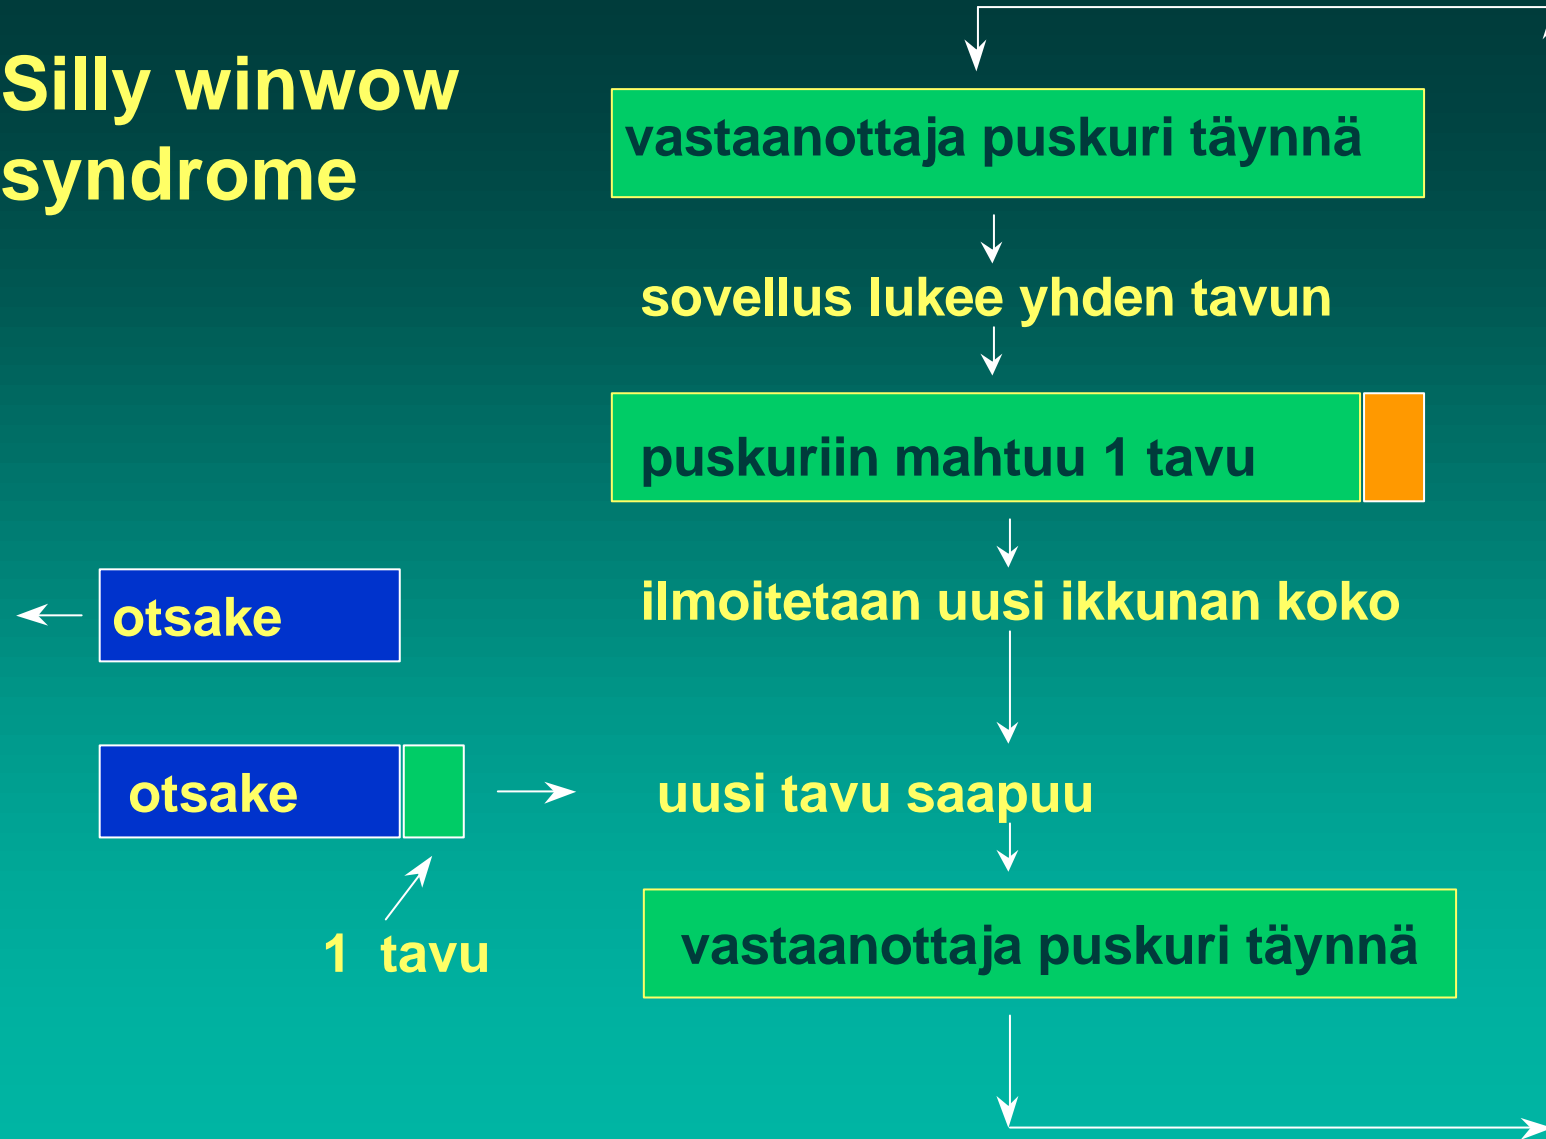 Silly winwow
syndrome
vastaanottaja puskuri täynnä
sovellus lukee yhden tavun
puskuriin mahtuu 1 tavu
otsake
ilmoitetaan uusi ikkunan koko
otsake
uusi tavu saapuu
1 tavu
vastaanottaja puskuri täynnä